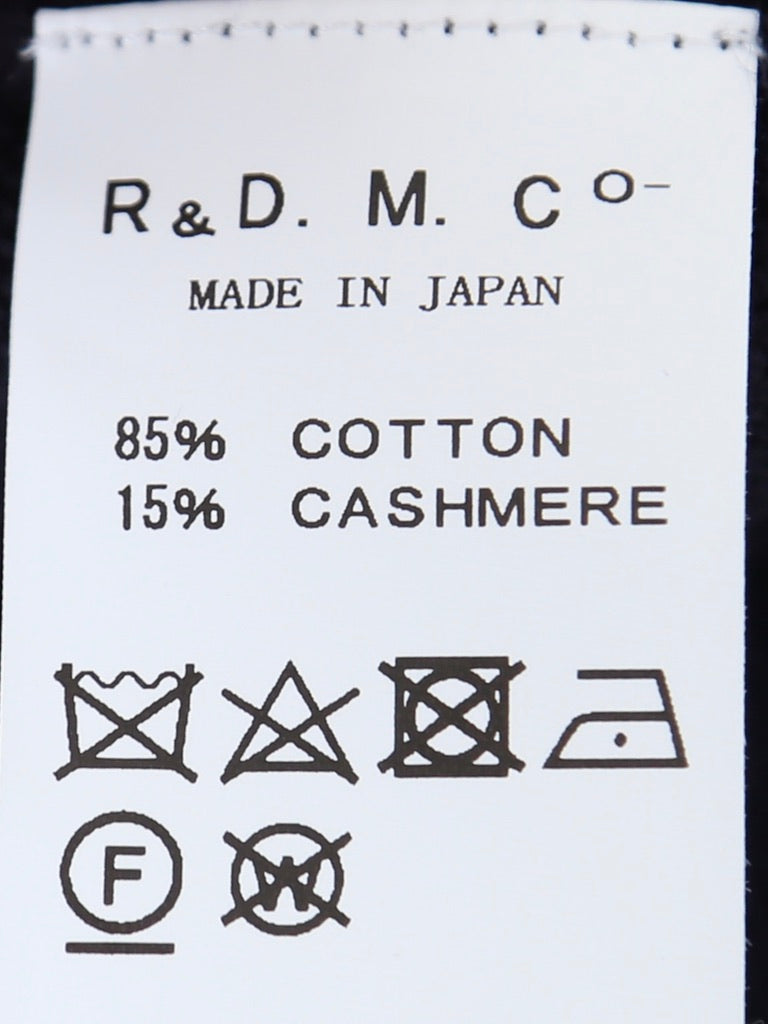 R&D. M. Co-
MADE IN JAPAN
85% COTTON
15% CASHMERE
F W